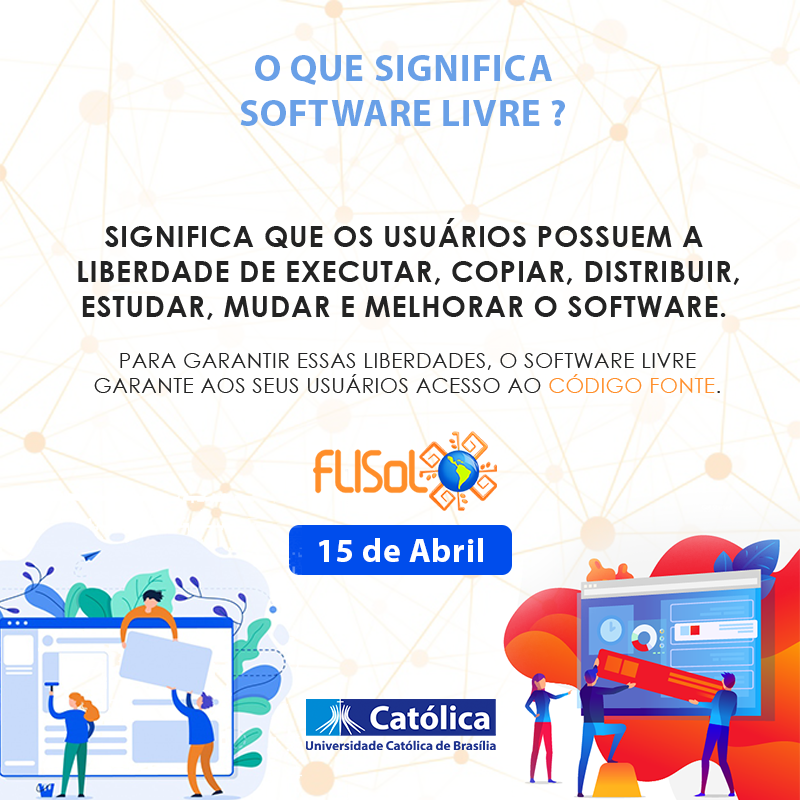 O QUE SIGNIFICA
SOFTWARE LIVRE ?
SIGNIFICA QUE OS USUÁRIOS POSSUEM A
LIBERDADE DE EXECUTAR, COPIAR, DISTRIBUIR,
ESTUDAR, MUDAR E MELHORAR O SOFTWARE.
PARA GARANTIR ESSAS LIBERDADES, O SOFTWARE LIVRE
GARANTE AOS SEUS USUÁRIOS ACESSO AO CÓDIGO FONTE.
FLISoL
15 de Abril
Católica
Universidade Católica de Brasília